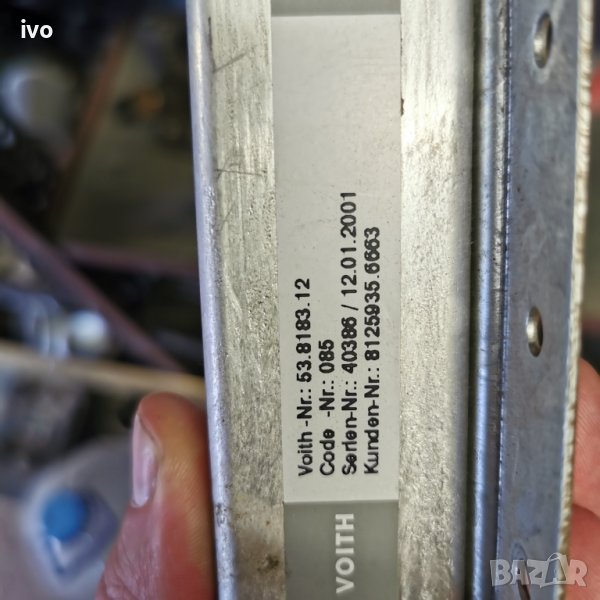 ivo
Voith -Nr.: 53.8183.12
Code -Nr.: 085
Serien-Nr.: 40386 / 12.01.2001
Kunden-Nr.: 8125935.6663
VOITH
BAZAR